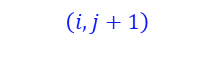 (i, j + 1)